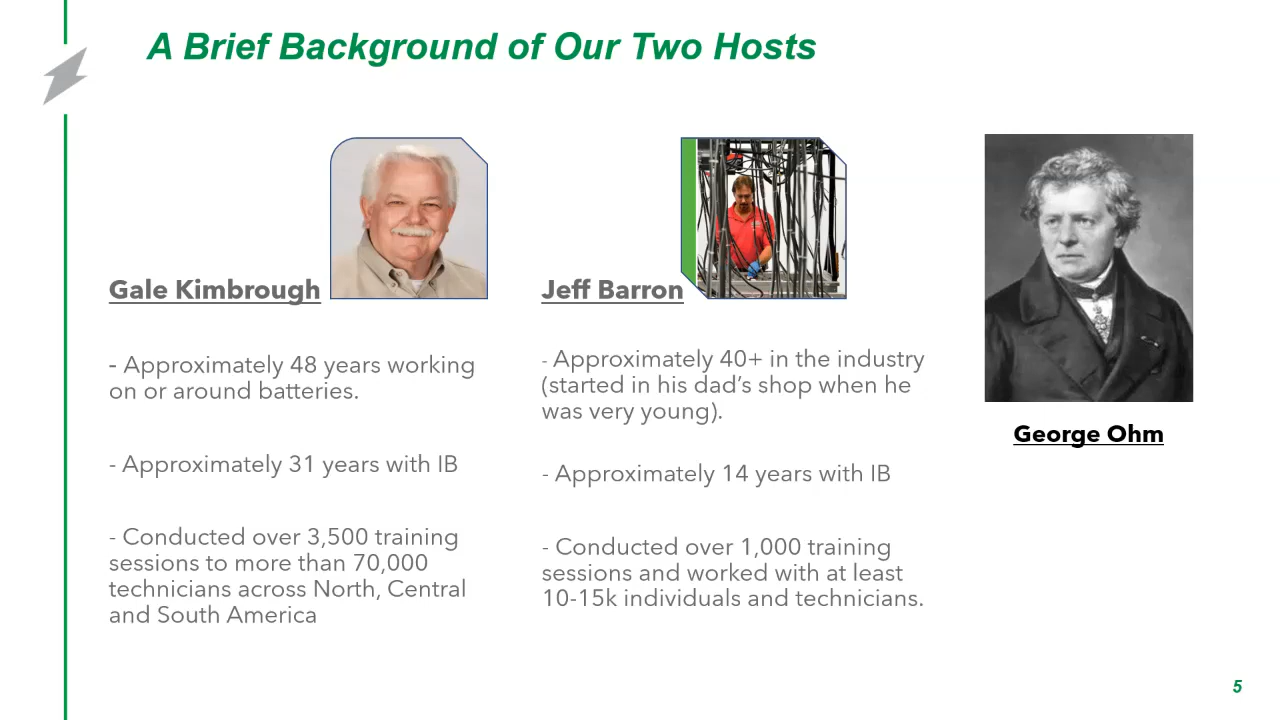 A Brief Background of Our Two Hosts
Gale Kimbrough
- Approximately 48 years working
on or around batteries.
- Approximately 31 years with IB
- Conducted over 3,500 training
sessions to more than 70,000
technicians across North, Central
and South America
Jeff Barron
- Approximately 40+ in the industry
(started in his dad’s shop when he
was very young).
- Approximately 14 years with IB
- Conducted over 1,000 training
sessions and worked with at least
10-15k individuals and technicians.
George Ohm
5